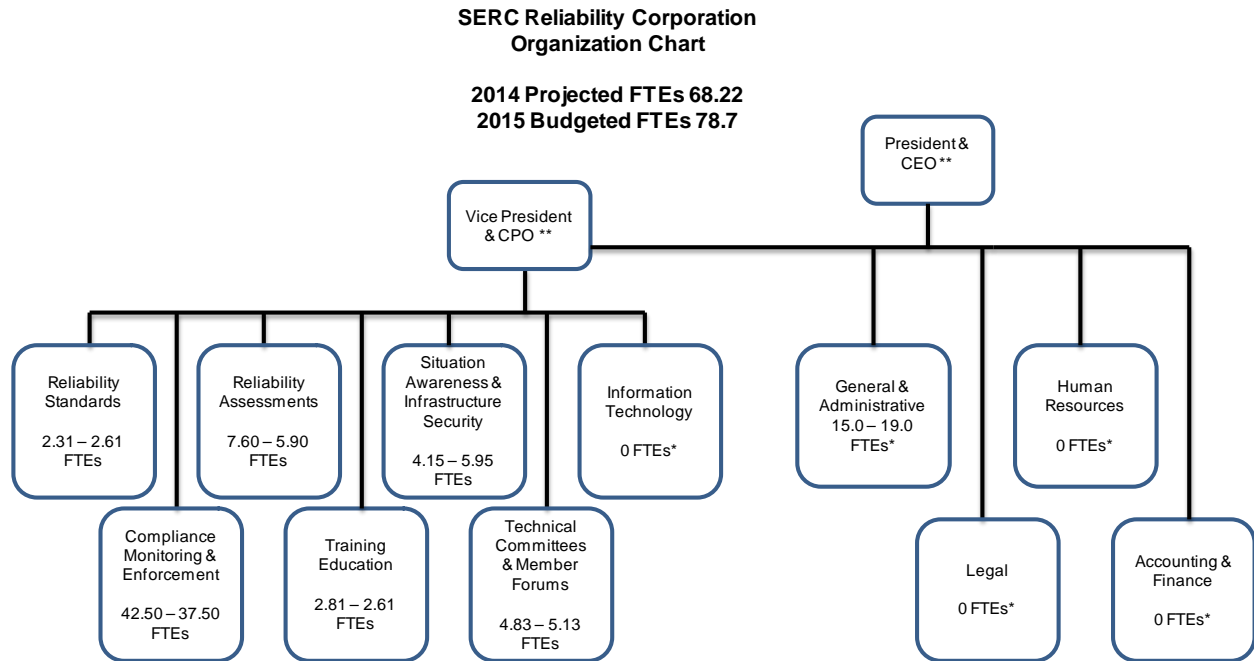 SERC Reliability Corporation
Organization Chart
2014 Projected FTEs 68.22
2015 Budgeted FTEs 78.7
President &
CEO **
Vice President
& CPO **
Reliability
Standards
2.31 – 2.61
FTEs
Reliability
Assessments
7.60 – 5.90
FTEs
Situation
Awareness &
Infrastructure
Security
4.15 – 5.95
FTEs
Information
Technology
0 FTEs*
General &
Administrative
15.0 – 19.0
FTEs*
Human
Resources
0 FTEs*
Compliance
Monitoring &
Enforcement
42.50 – 37.50
FTEs
Training
Education
2.81 – 2.61
FTEs
Technical
Committees
& Member
Forums
4.83 – 5.13
FTEs
Legal
0 FTEs*
Accounting &
Finance
0 FTEs*